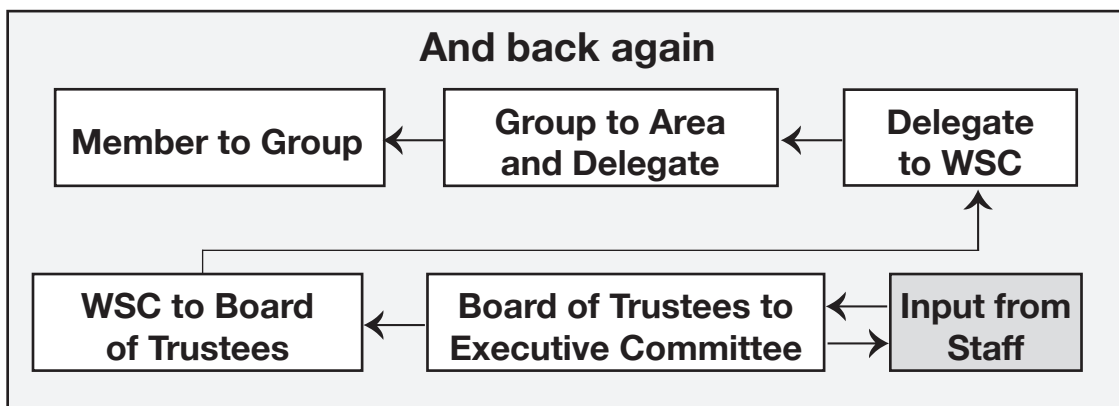 And back again
Member to Group
Group to Area
and Delegate
Delegate
to WSC
WSC to Board
of Trustees
Board of Trustees to
Executive Committee
Input from
Staff